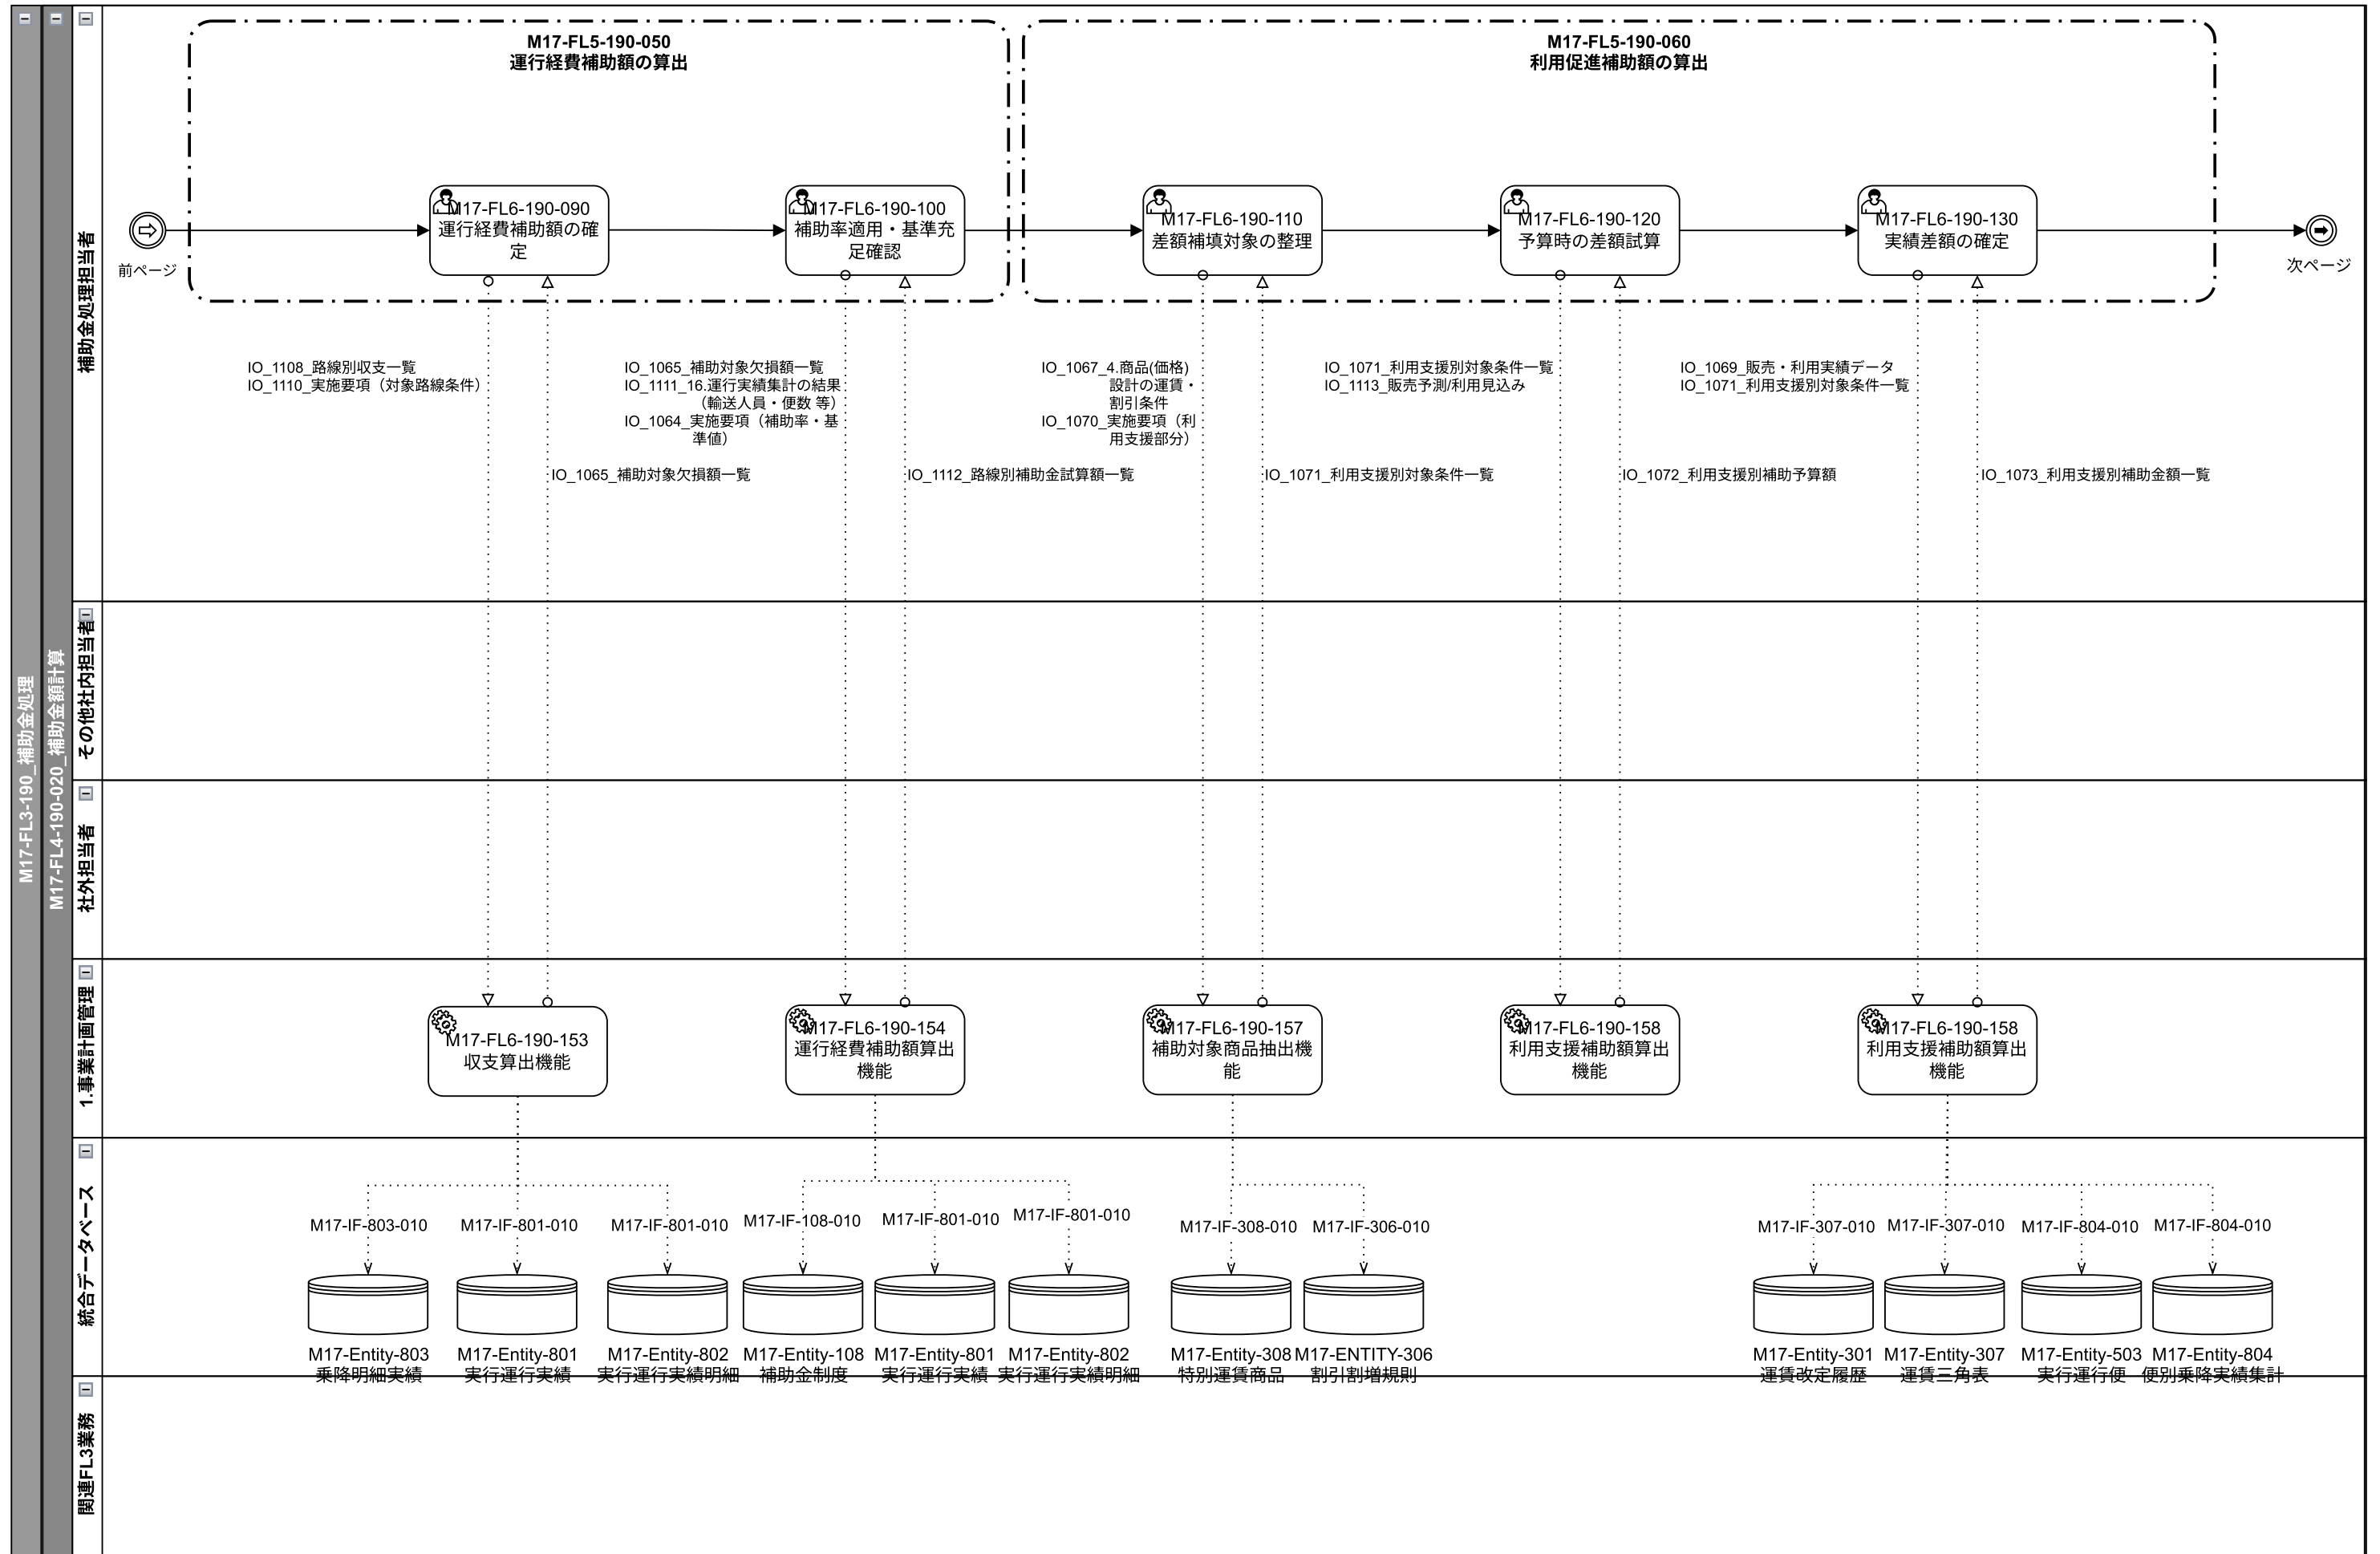 M17-FL3-190_補助金処理
M17-FL4-190-020_補助金額計算
補助金処理担当者
M17-FL5-190-050
運行経費補助額の算出
M17-FL5-190-060
利用促進補助額の算出
前ページ
M17-FL6-190-090
運行経費補助額の確
定
M17-FL6-190-100
補助率適用・基準充
足確認
M17-FL6-190-110
差額補填対象の整理
M17-FL6-190-120
予算時の差額試算
M17-FL6-190-130
実績差額の確定
次ページ
IO_1108_路線別収支一覧
IO_1110_実施要項（対象路線条件）
IO_1065_補助対象欠損額一覧
IO_1065_補助対象欠損額一覧
IO_1111_16.運行実績集計の結果
（輸送人員・便数 等）
IO_1064_実施要項（補助率・基
準値）
IO_1112_路線別補助金試算額一覧
IO_1067_4.商品(価格)
設計の運賃・
割引条件
IO_1070_実施要項（利
用支援部分）
IO_1071_利用支援別対象条件一覧
IO_1071_利用支援別対象条件一覧
IO_1113_販売予測/利用見込み
IO_1072_利用支援別補助予算額
IO_1069_販売・利用実績データ
IO_1071_利用支援別対象条件一覧
IO_1073_利用支援別補助金額一覧
その他社内担当者
社外担当者
1.事業計画管理
M17-FL6-190-153
収支算出機能
M17-FL6-190-154
運行経費補助額算出
機能
M17-FL6-190-157
補助対象商品抽出機
能
M17-FL6-190-158
利用支援補助額算出
機能
M17-FL6-190-158
利用支援補助額算出
機能
統合データベース
M17-IF-803-010
M17-IF-801-010
M17-IF-801-010
M17-IF-108-010
M17-IF-801-010
M17-IF-801-010
M17-IF-308-010
M17-IF-306-010
M17-IF-307-010
M17-IF-307-010
M17-IF-804-010
M17-IF-804-010
M17-Entity-803
乗降明細実績
M17-Entity-801
実行運行実績
M17-Entity-802
実行運行実績明細
M17-Entity-108
補助金制度
M17-Entity-801
実行運行実績
M17-Entity-802
実行運行実績明細
M17-Entity-308
特別運賃商品
M17-ENTITY-306
割引割増規則
M17-Entity-301
運賃改定履歴
M17-Entity-307
運賃三角表
M17-Entity-503
実行運行便
M17-Entity-804
便別乗降実績集計
関連FL3業務